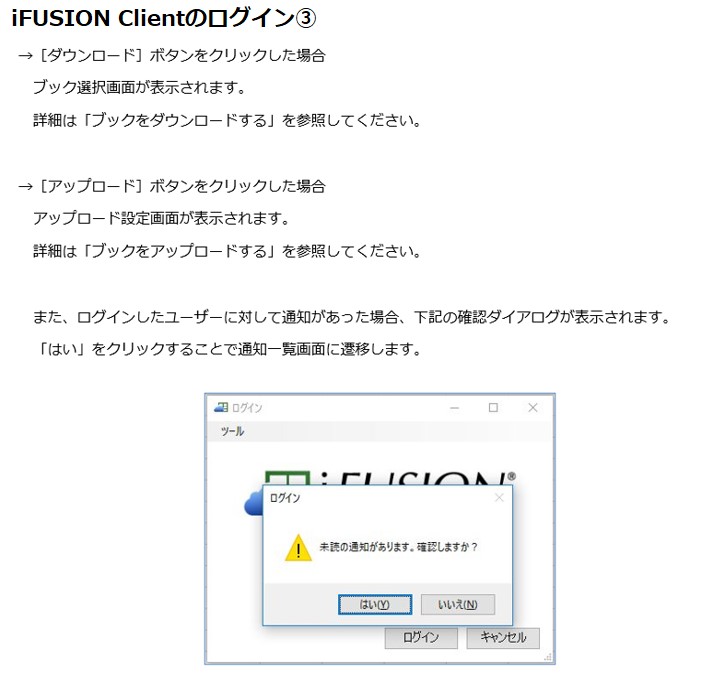 iFUSION Clientのログイン③
→［ダウンロード］ボタンをクリックした場合
ブック選択画面が表示されます。
詳細は「ブックをダウンロードする」を参照してください。
→［アップロード］ボタンをクリックした場合
アップロード設定画面が表示されます。
詳細は「ブックをアップロードする」を参照してください。
また、ログインしたユーザーに対して通知があった場合、下記の確認ダイアログが表示されます。
「はい」をクリックすることで通知一覧画面に遷移します。
ログイン
ツール
iFUSION®
ログイン
未読の通知があります。確認しますか？
はい(Y) いいえ(N)
ログイン キャンセル